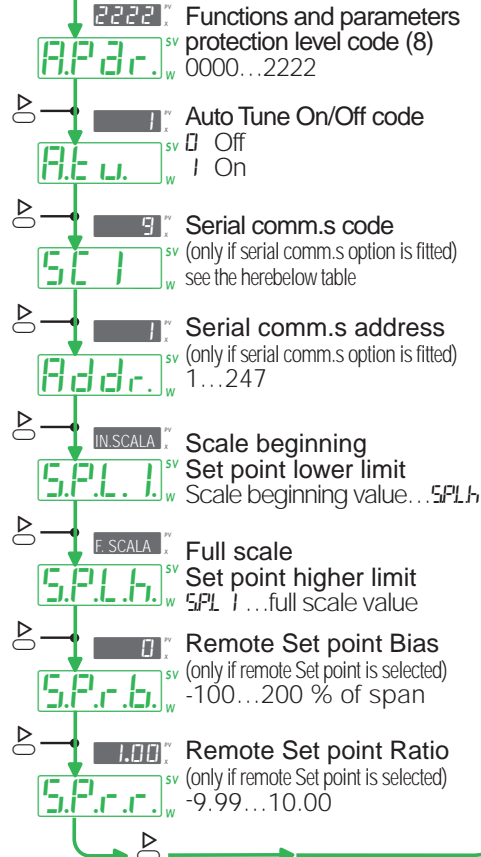 2222 PV X
Functions and parameters
A.P a r. SV W
protection level code (8)
0000…2222
1 PV X
Auto Tune On/Off code
A.t u. SV W
0 Off
1 On
9 PV X
Serial comm.s code
SC 1 SV W
(only if serial comm.s option is fitted)
see the herebelow table
1 PV X
Serial comm.s address
Addr. SV W
(only if serial comm.s option is fitted)
1…247
IN.SCALA PV X
Scale beginning
S.P.L. 1. SV W
Set point lower limit
Scale beginning value…SPLh
F. SCALA PV X
Full scale
S.P.L.h. SV W
Set point higher limit
SPL 1…full scale value
0 PV X
Remote Set point Bias
S.P.r.b. SV W
(only if remote Set point is selected)
-100…200 % of span
1.00 PV X
Remote Set point Ratio
S.P.r.r. SV W
(only if remote Set point is selected)
-9.99…10.00